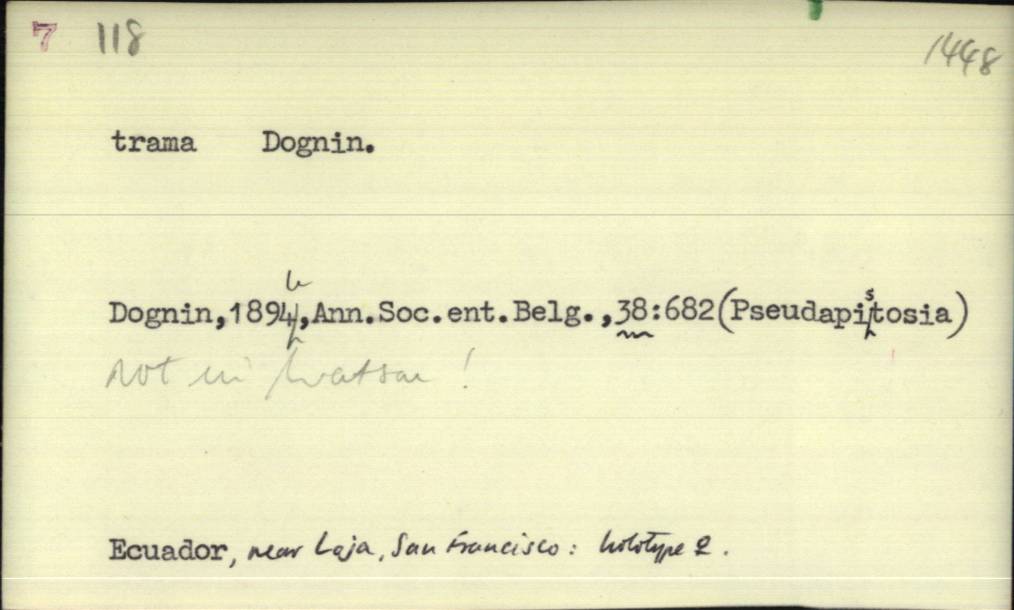 7 118 1448
trama Dognin.
Dognin,1894,Ann.Soc.ent.Belg.,38:682(Pseudapistosia)
not in Watson !
Ecuador, near Loja, San Francisco: holotype ♀.